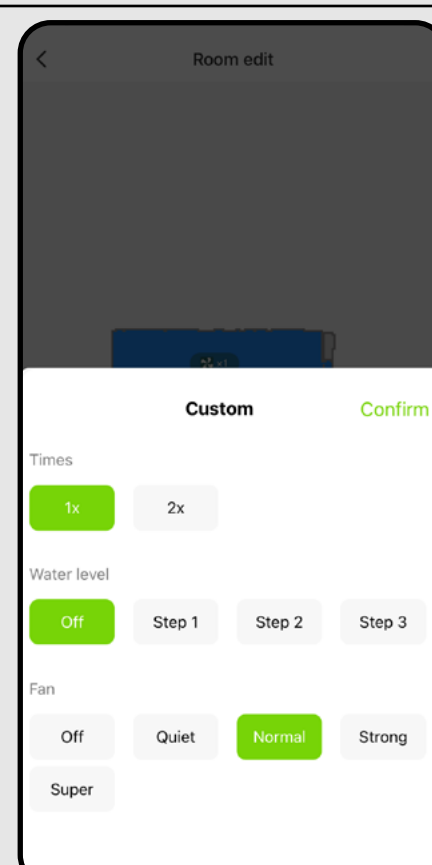 Room edit
Custom
Confirm
Times
1x
2x
Water level
Off
Step 1
Step 2
Step 3
Fan
Off
Quiet
Normal
Strong
Super